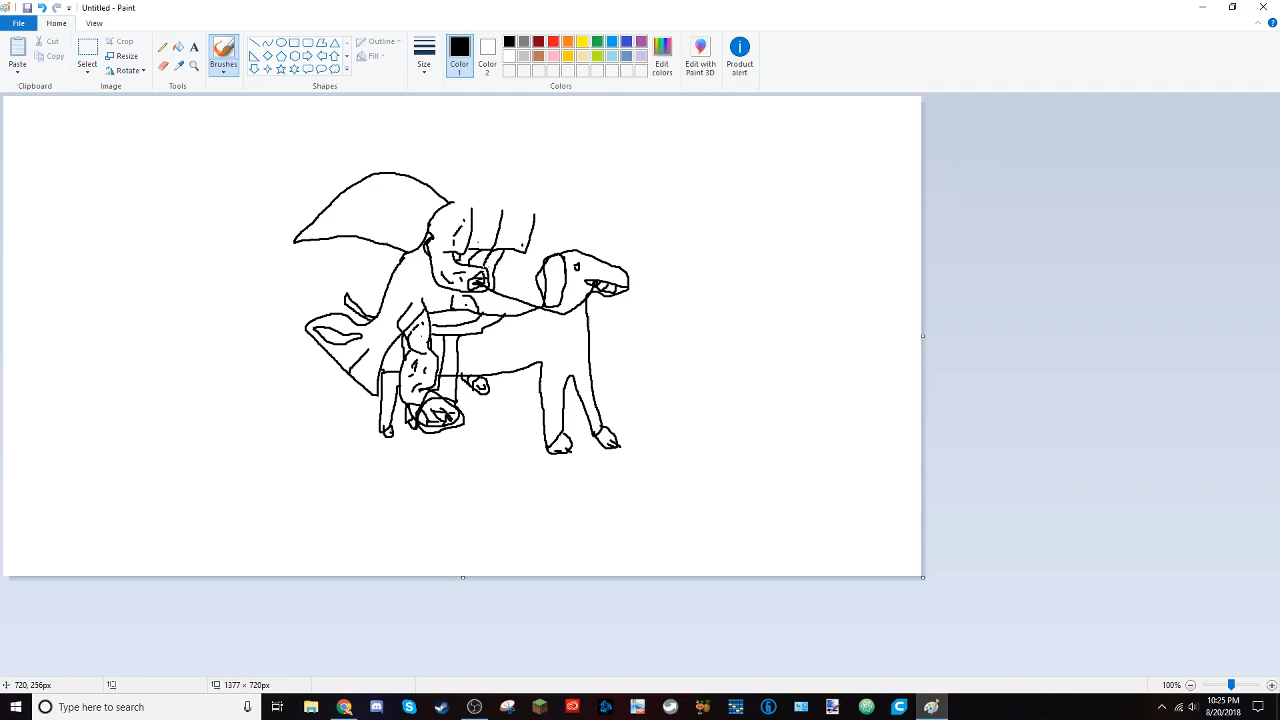 Untitled - Paint
File Home View
Paste Cut Copy Select Crop Resize Rotate A Brushes Outline Fill Size Color 1 Color 2 Edit colors Edit with Paint 3D Product alert
Clipboard Image Tools Shapes Colors
720, 256px 1377 × 720px 100%
Type here to search 10:25 PM
8/20/2018